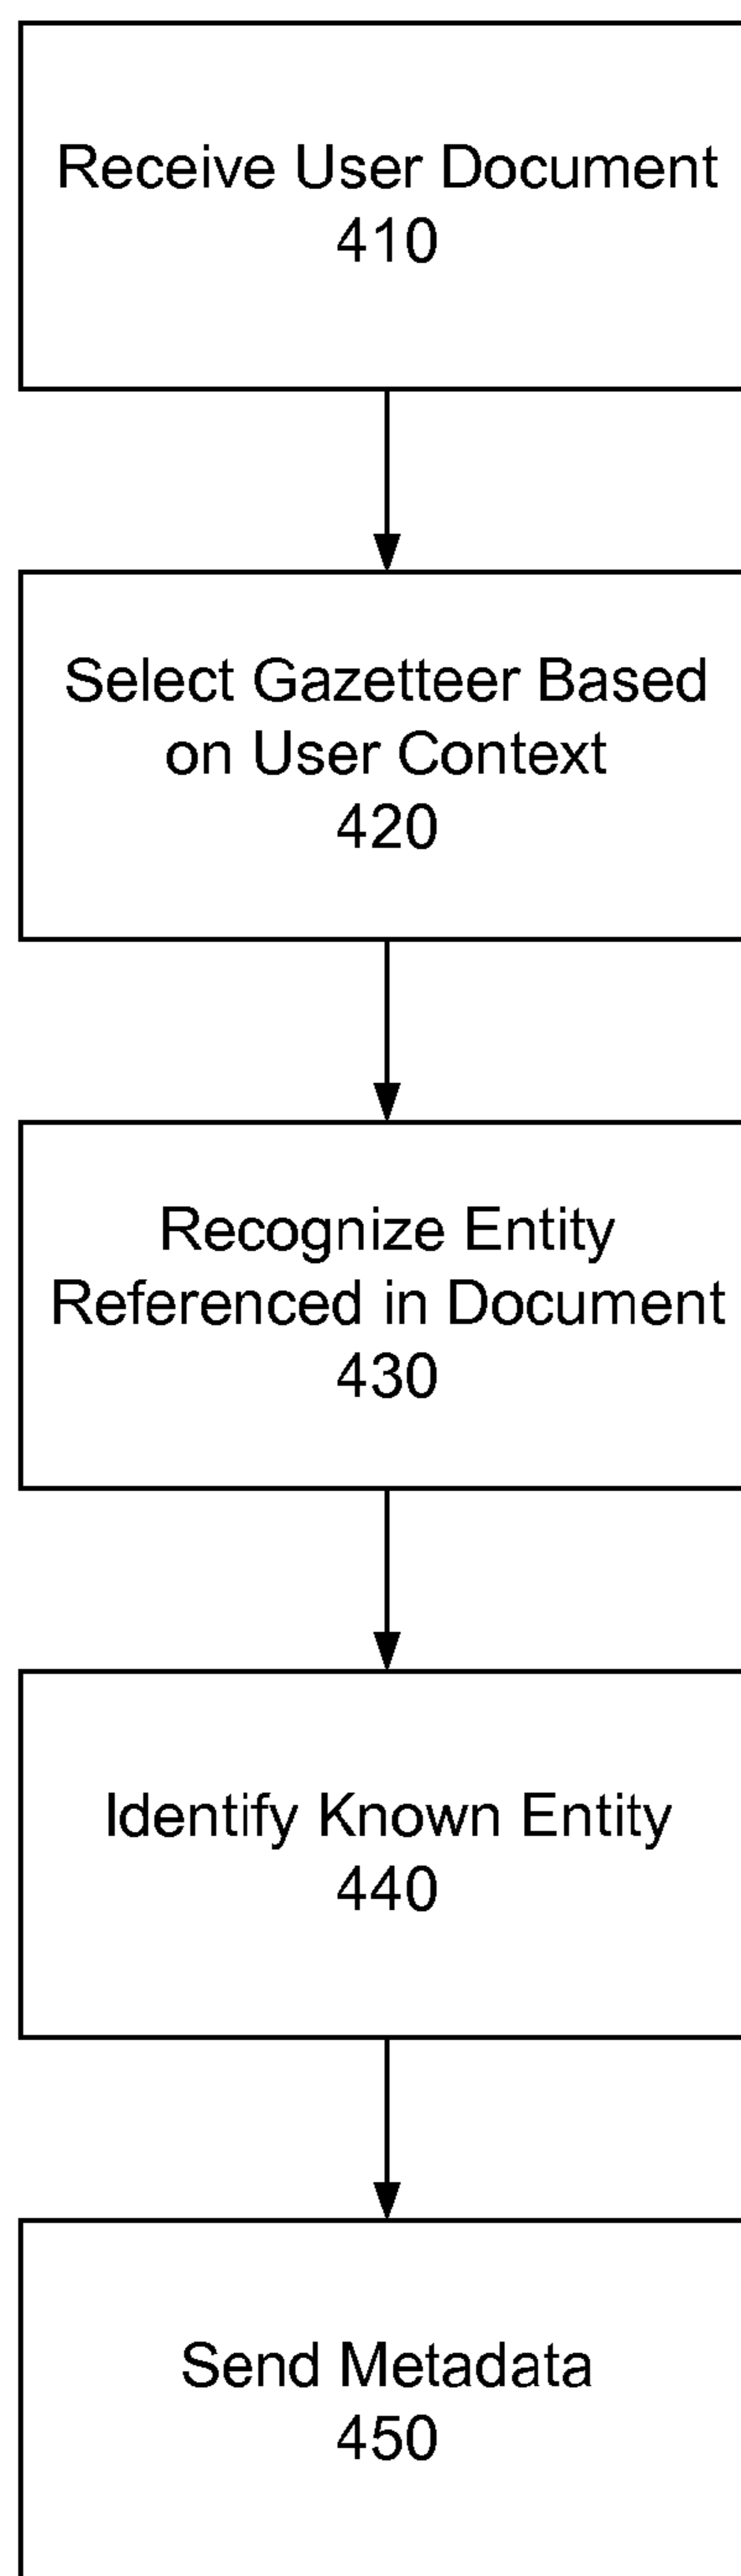 Receive User Document
410
Select Gazetteer Based
on User Context
420
Recognize Entity
Referenced in Document
430
Identify Known Entity
440
Send Metadata
450